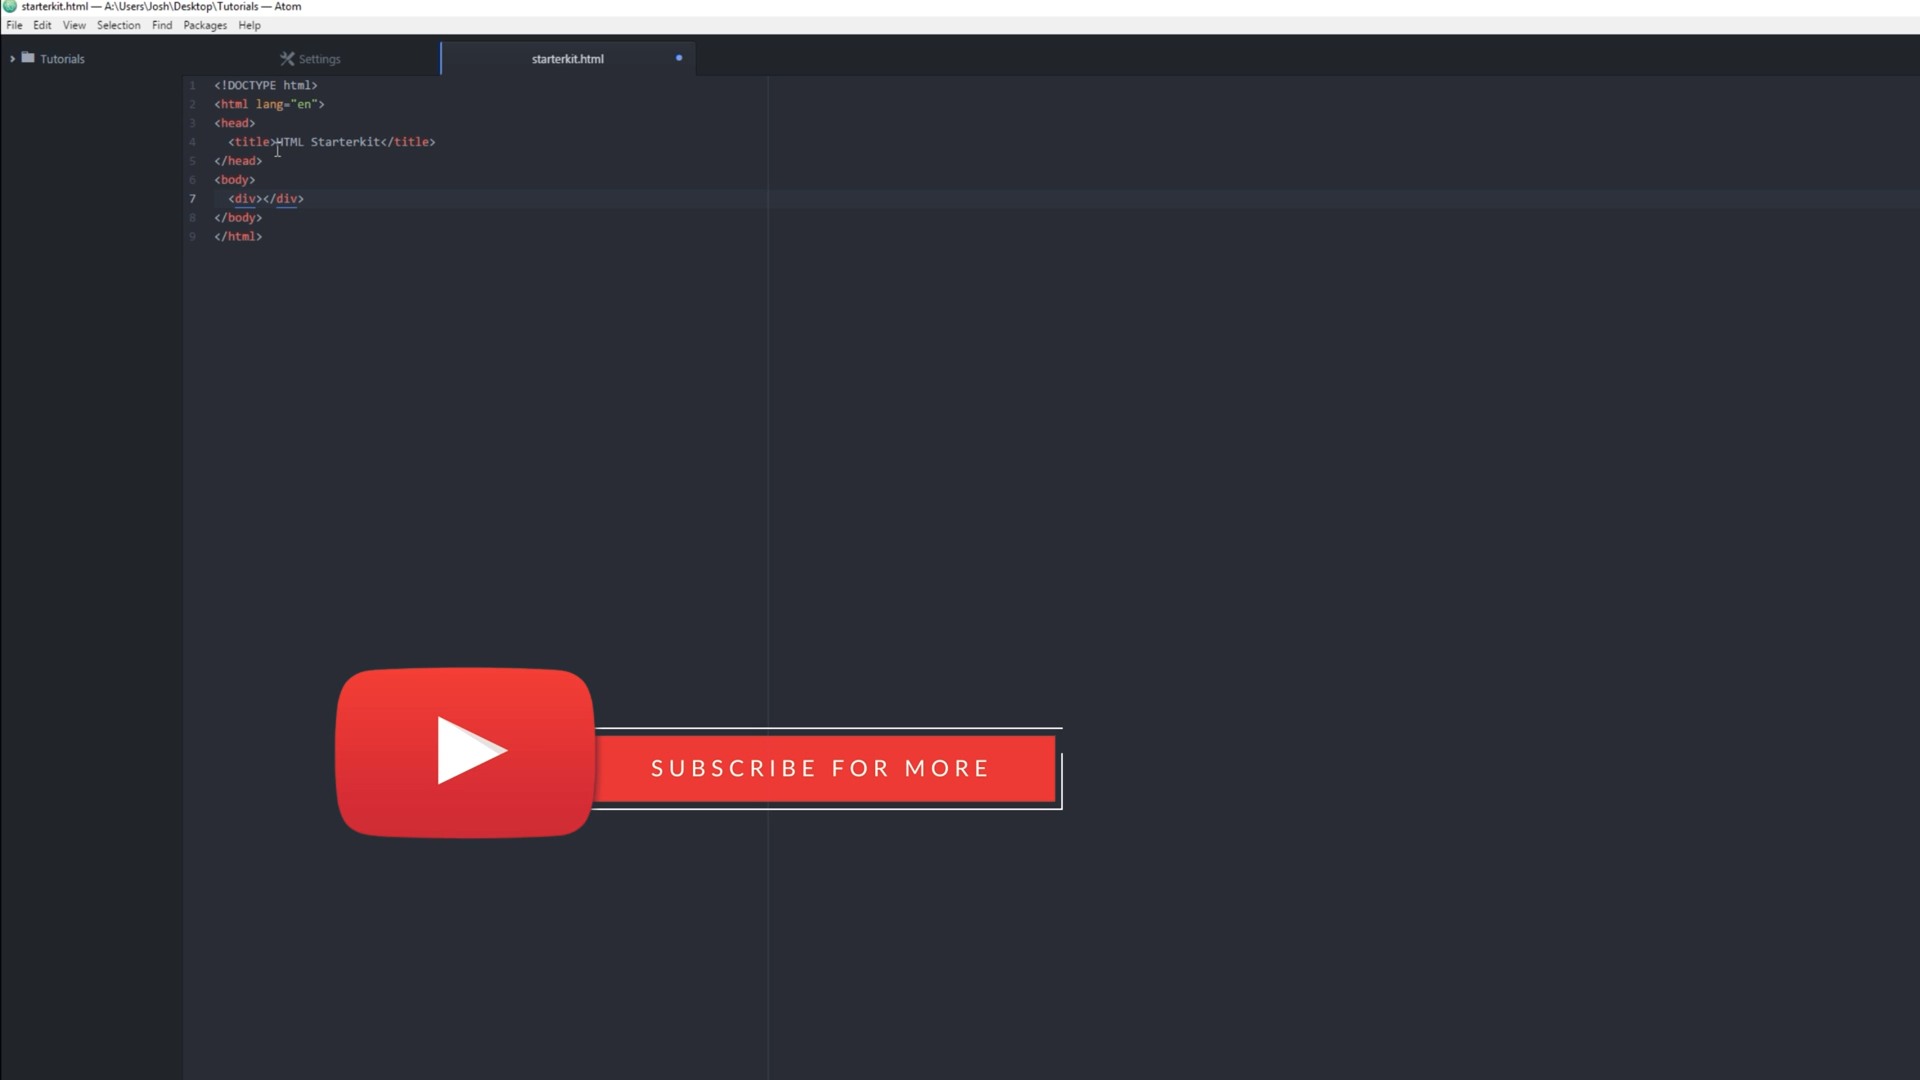 starterkit.html — A:\Users\Josh\Desktop\Tutorials — Atom
File Edit View Selection Find Packages Help
Tutorials
Settings
starterkit.html
1 <!DOCTYPE html>
2 <html lang="en">
3 <head>
4 <title>HTML Starterkit</title>
5 </head>
6 <body>
7 <div></div>
8 </body>
9 </html>
SUBSCRIBE FOR MORE